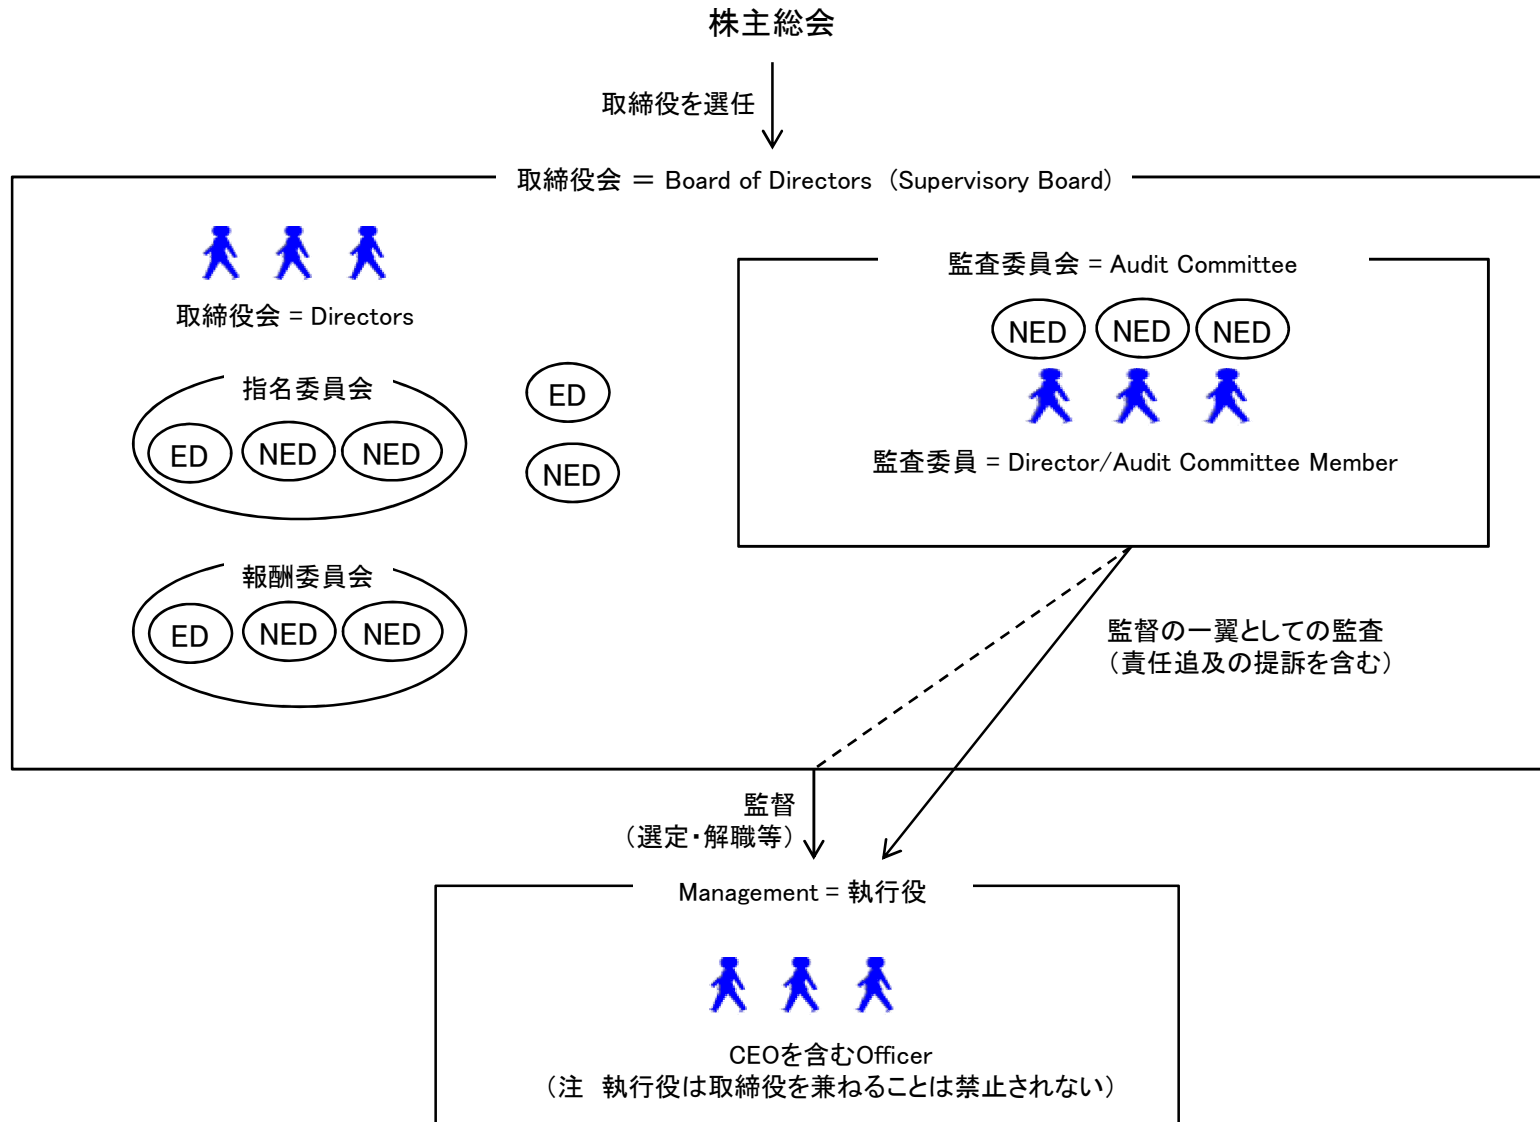 株主総会
取締役を選任
取締役会 ＝ Board of Directors （Supervisory Board）
取締役会 = Directors
指名委員会
ED NED NED
ED
NED
報酬委員会
ED NED NED
監査委員会 = Audit Committee
NED NED NED
監査委員 = Director/Audit Committee Member
監督の一翼としての監査
（責任追及の提訴を含む）
監督
（選定・解職等）
Management = 執行役
CEOを含むOfficer
（注　執行役は取締役を兼ねることは禁止されない）